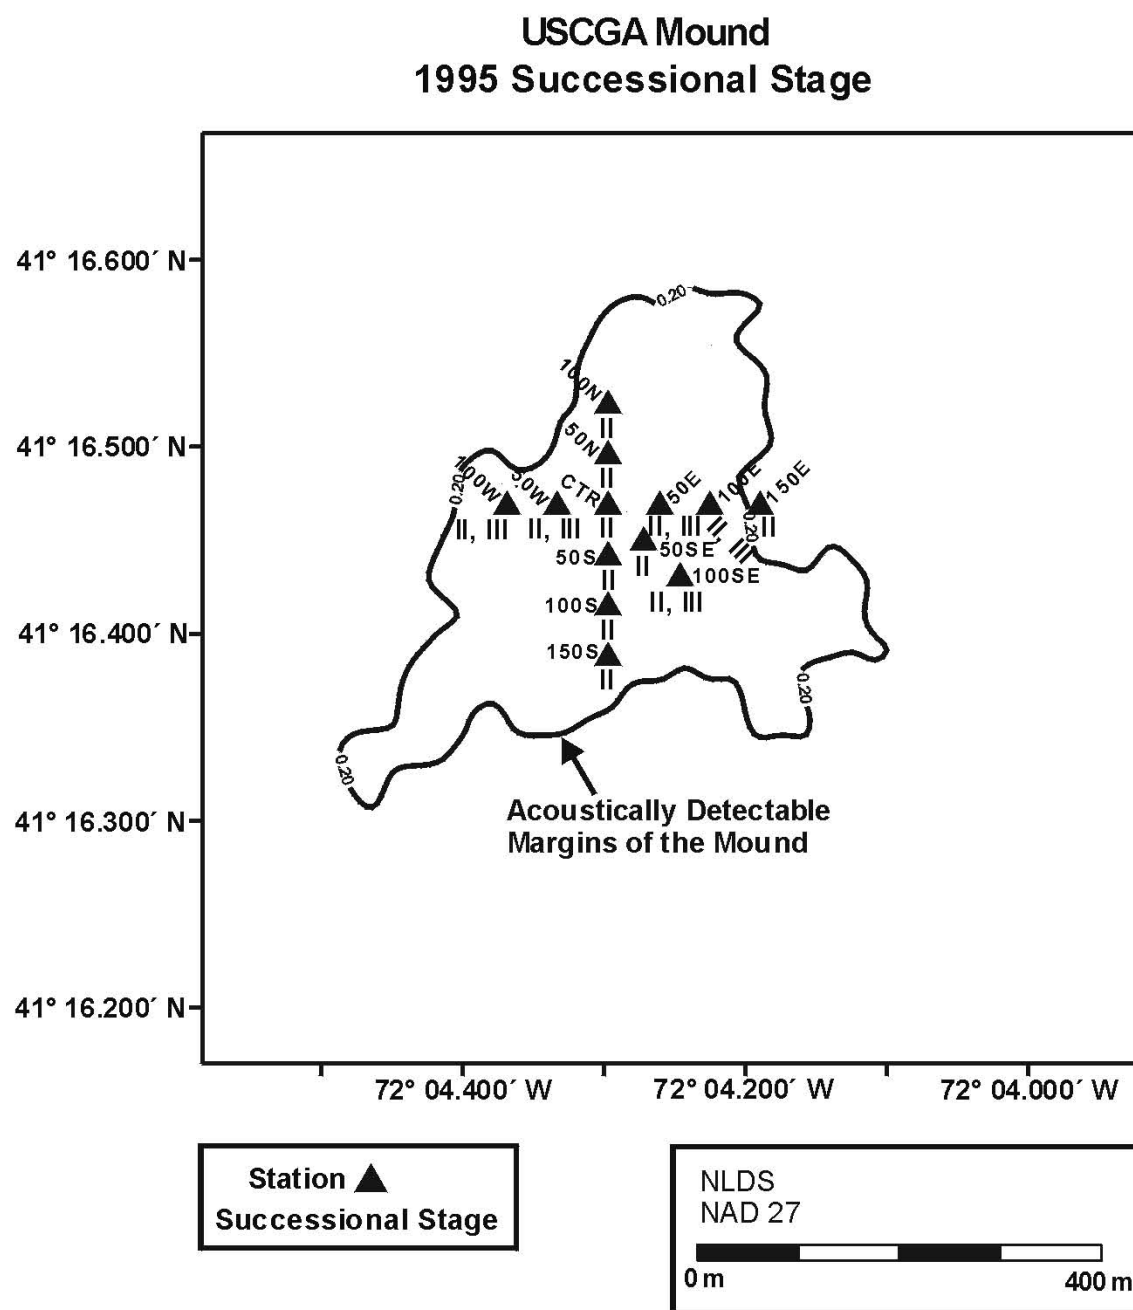 USCGA Mound
1995 Successional Stage
41° 16.600´ N
0.20
100N
II
41° 16.500´ N
50N
II
0.20
100W
50W
CTR
50E
100E
150E
II, III
II, III
II
II, III
II, III
0.20
II
50S
II
50SE
II
100SE
II, III
100S
II
41° 16.400´ N
150S
II
0.20
0.20
41° 16.300´ N
Acoustically Detectable
Margins of the Mound
41° 16.200´ N
72° 04.400´ W
72° 04.200´ W
72° 04.000´ W
Station
Successional Stage
NLDS
NAD 27
0 m
400 m